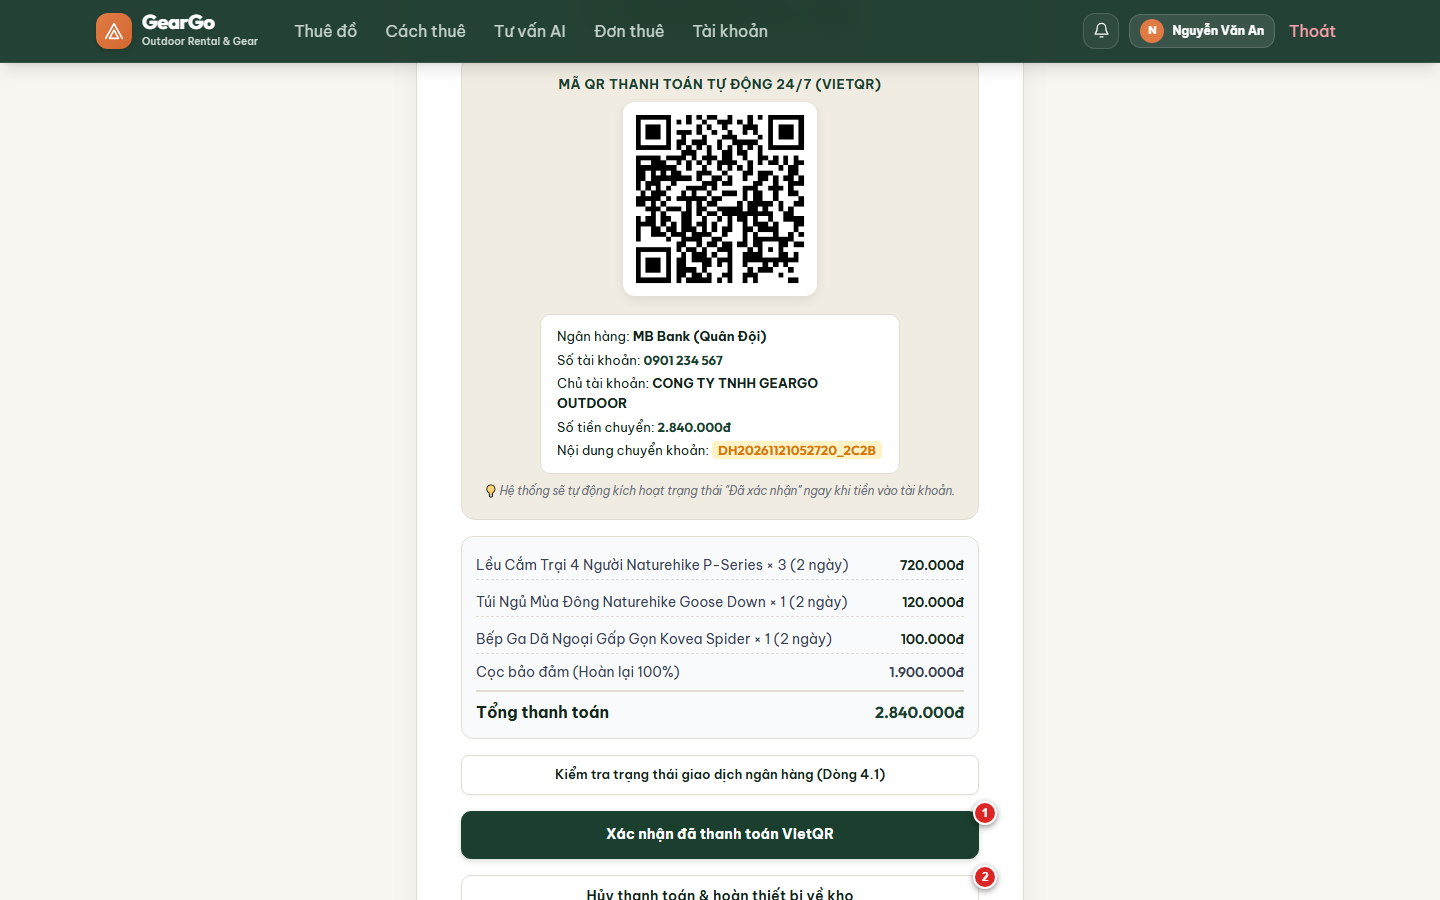 GearGo
Outdoor Rental & Gear
Thuê đồ
Cách thuê
Tư vấn AI
Đơn thuê
Tài khoản
N
Nguyễn Văn An
Thoát
MÃ QR THANH TOÁN TỰ ĐỘNG 24/7 (VIETQR)
Ngân hàng: MB Bank (Quân Đội)
Số tài khoản: 0901 234 567
Chủ tài khoản: CONG TY TNHH GEARGO
OUTDOOR
Số tiền chuyển: 2.840.000đ
Nội dung chuyển khoản: DH20261121052720_2C2B
Hệ thống sẽ tự động kích hoạt trạng thái "Đã xác nhận" ngay khi tiền vào tài khoản.
Lều Cắm Trại 4 Người Naturehike P-Series × 3 (2 ngày) 720.000đ
Túi Ngủ Mùa Đông Naturehike Goose Down × 1 (2 ngày) 120.000đ
Bếp Ga Dã Ngoại Gấp Gọn Kovea Spider × 1 (2 ngày) 100.000đ
Cọc bảo đảm (Hoàn lại 100%) 1.900.000đ
Tổng thanh toán 2.840.000đ
Kiểm tra trạng thái giao dịch ngân hàng (Dòng 4.1)
1
Xác nhận đã thanh toán VietQR
2
Hủy thanh toán & hoàn thiết bị về kho